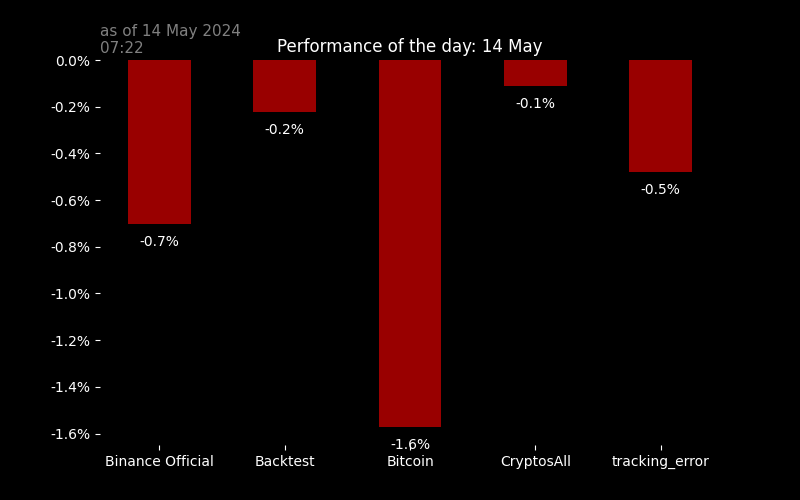 as of 14 May 2024
07:22
Performance of the day: 14 May
0.0%
-0.2%
-0.4%
-0.6%
-0.8%
-1.0%
-1.2%
-1.4%
-1.6%
-0.7%
-0.2%
-1.6%
-0.1%
-0.5%
Binance Official
Backtest
Bitcoin
CryptosAll
tracking_error